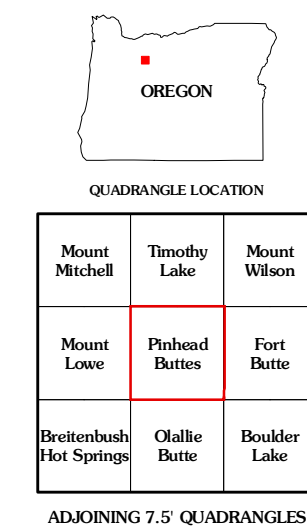 OREGON
QUADRANGLE LOCATION
Mount
Mitchell
Timothy
Lake
Mount
Wilson
Mount
Lowe
Pinhead
Buttes
Fort
Butte
Breitenbush
Hot Springs
Olallie
Butte
Boulder
Lake
ADJOINING 7.5' QUADRANGLES